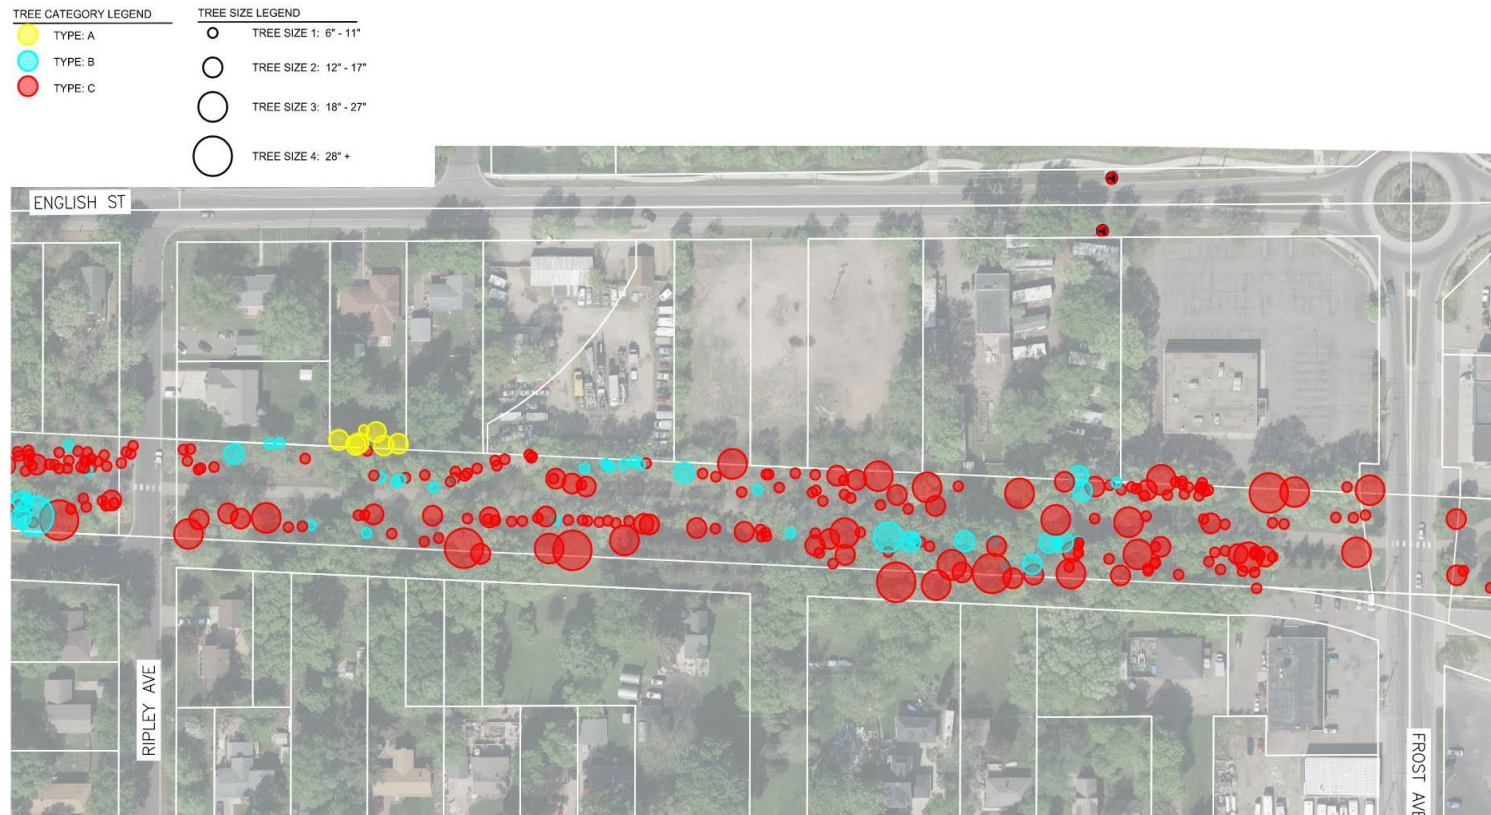 TREE CATEGORY LEGEND
TYPE: A
TYPE: B
TYPE: C
TREE SIZE LEGEND
TREE SIZE 1: 6" - 11"
TREE SIZE 2: 12" - 17"
TREE SIZE 3: 18" - 27"
TREE SIZE 4: 28" +
ENGLISH ST
RIPLEY AVE
FROST AVE